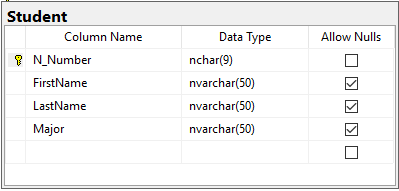 Student
Column Name Data Type Allow Nulls
N_Number nchar(9)
FirstName nvarchar(50)
LastName nvarchar(50)
Major nvarchar(50)